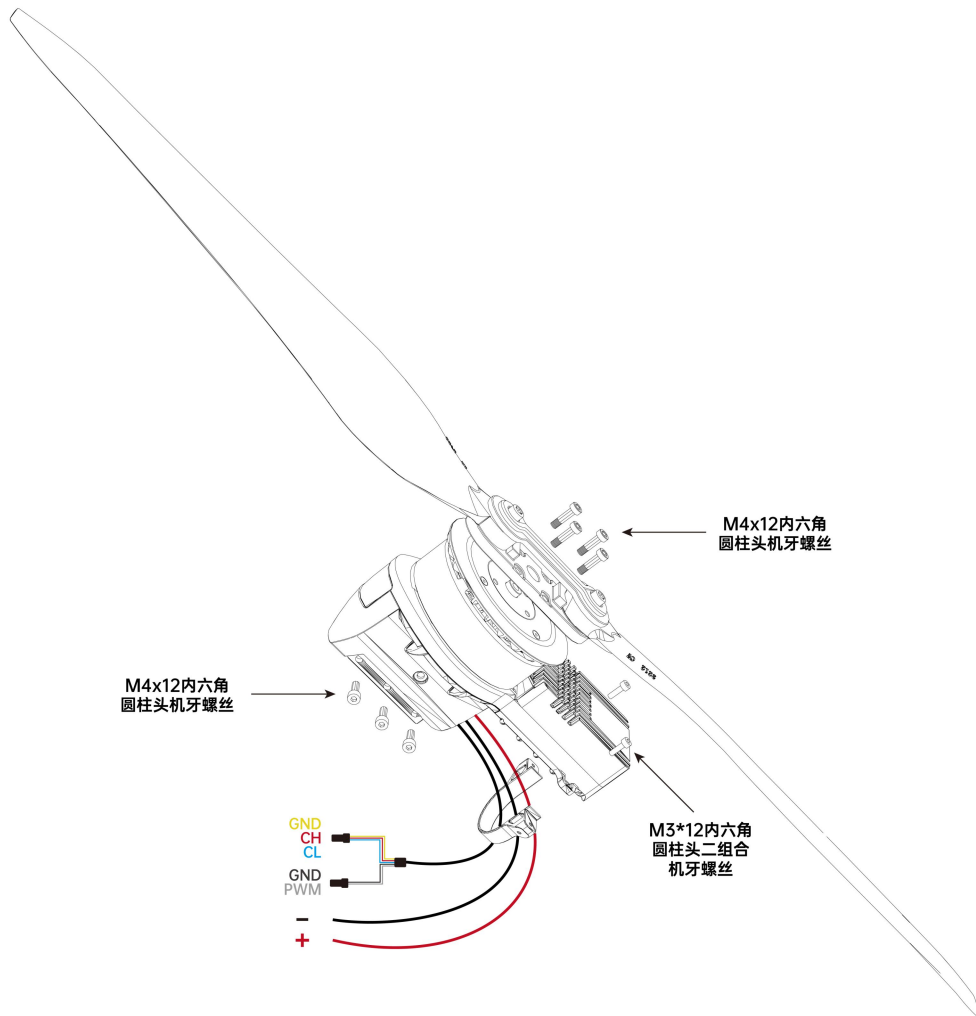 M4x12内六角
圆柱头机牙螺丝
M4x12内六角
圆柱头机牙螺丝
M3*12内六角
圆柱头二组合
机牙螺丝
GND
CH
CL
GND
PWM
−
+